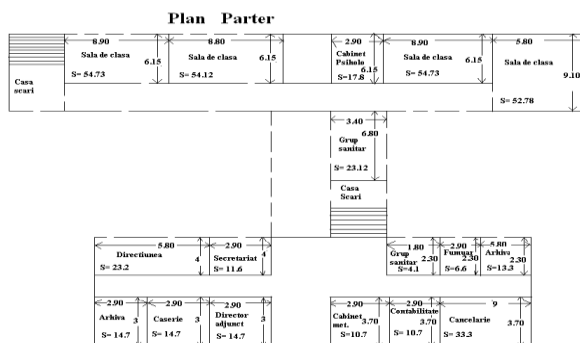 Plan Parter
8.90
8.80
2.90
8.90
5.80
Sala de clasa
6.15
S= 54.73
Sala de clasa
6.15
S= 54.12
Cabinet
Psiholo
6.15
S=17.8
Sala de clasa
6.15
S= 54.73
Sala de clasa
9.10
S= 52.78
Casa
scari
3.40
6.80
Grup
sanitar
S= 23.12
Casa
Scari
5.80
2.90
1.80
2.90
5.80
Directiunea
4
S= 23.2
Secretariat
4
S= 11.6
Grup
sanitar
2.30
S=4.1
Fumuar
2.30
S=6.6
Arhiva
2.30
S=13.3
2.90
2.90
2.90
2.90
2.90
9
Arhiva
3
S= 14.7
Caserie
3
S= 14.7
Director
adjunct
3
S= 14.7
Cabinet
met.
3.70
S=10.7
Contabilitate
3.70
S= 10.7
Cancelarie
3.70
S= 33.3